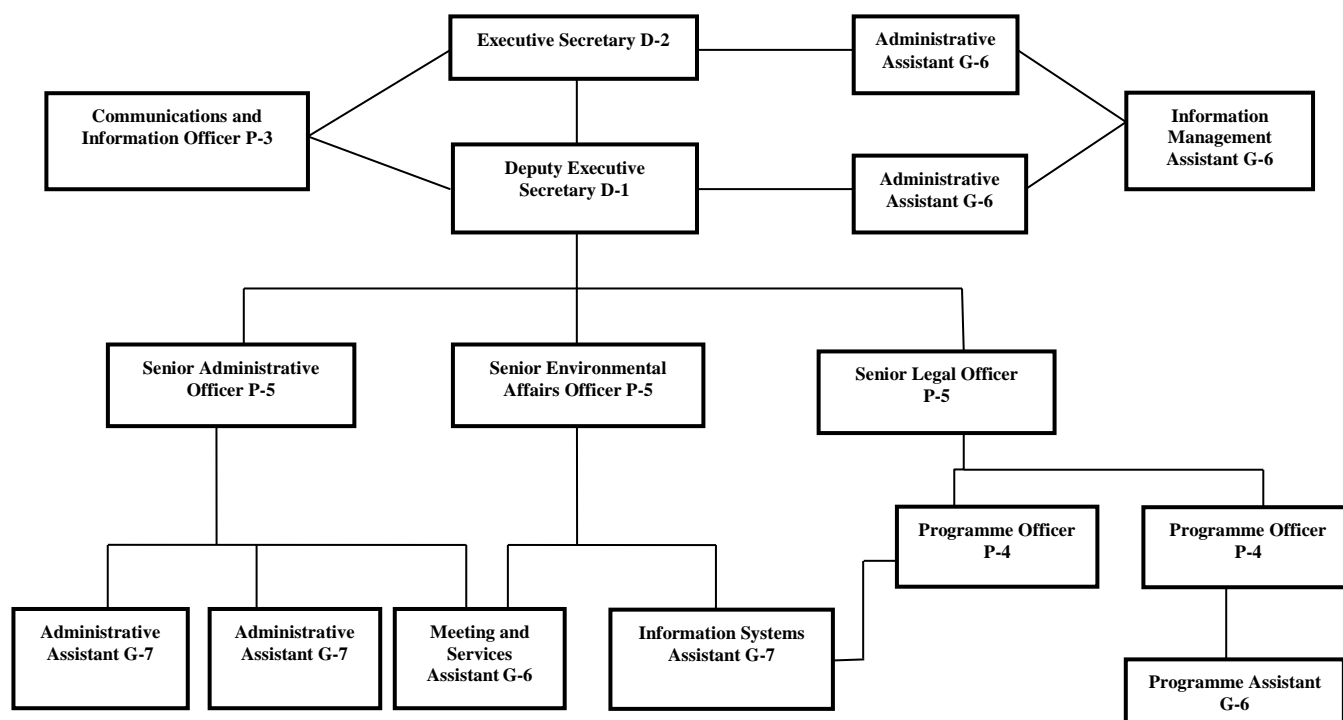 Executive Secretary D-2
Administrative
Assistant G-6
Communications and
Information Officer P-3
Information
Management
Assistant G-6
Deputy Executive
Secretary D-1
Administrative
Assistant G-6
Senior Administrative
Officer P-5
Senior Environmental
Affairs Officer P-5
Senior Legal Officer
P-5
Programme Officer
P-4
Programme Officer
P-4
Administrative
Assistant G-7
Administrative
Assistant G-7
Meeting and
Services
Assistant G-6
Information Systems
Assistant G-7
Programme Assistant
G-6